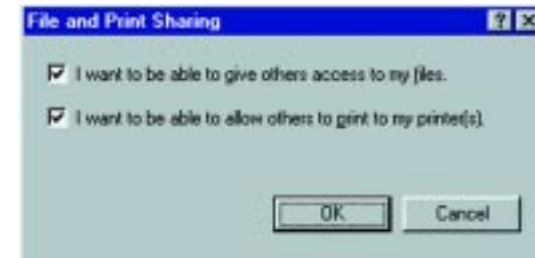 File and Print Sharing
I want to be able to give others access to my files.
I want to be able to allow others to print to my printer(s).
OK Cancel